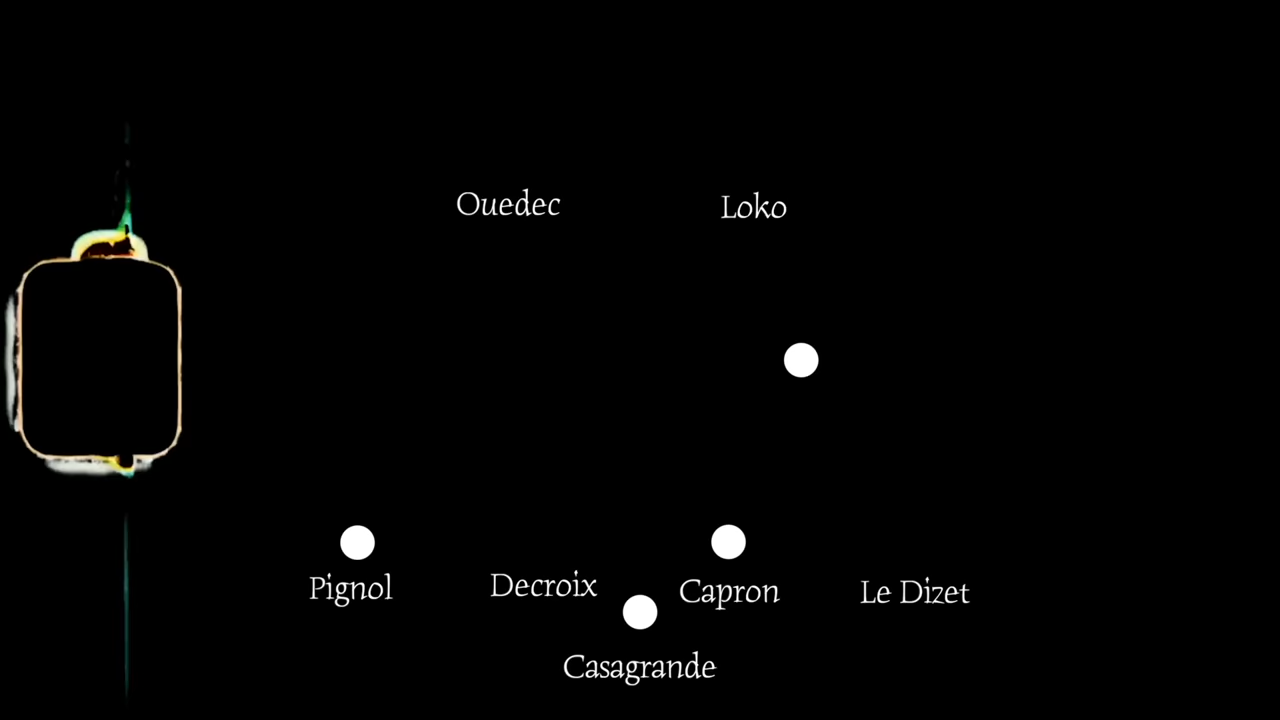 Ouedec
Loko
Pignol
Decroix
Capron
Le Dizet
Casagrande